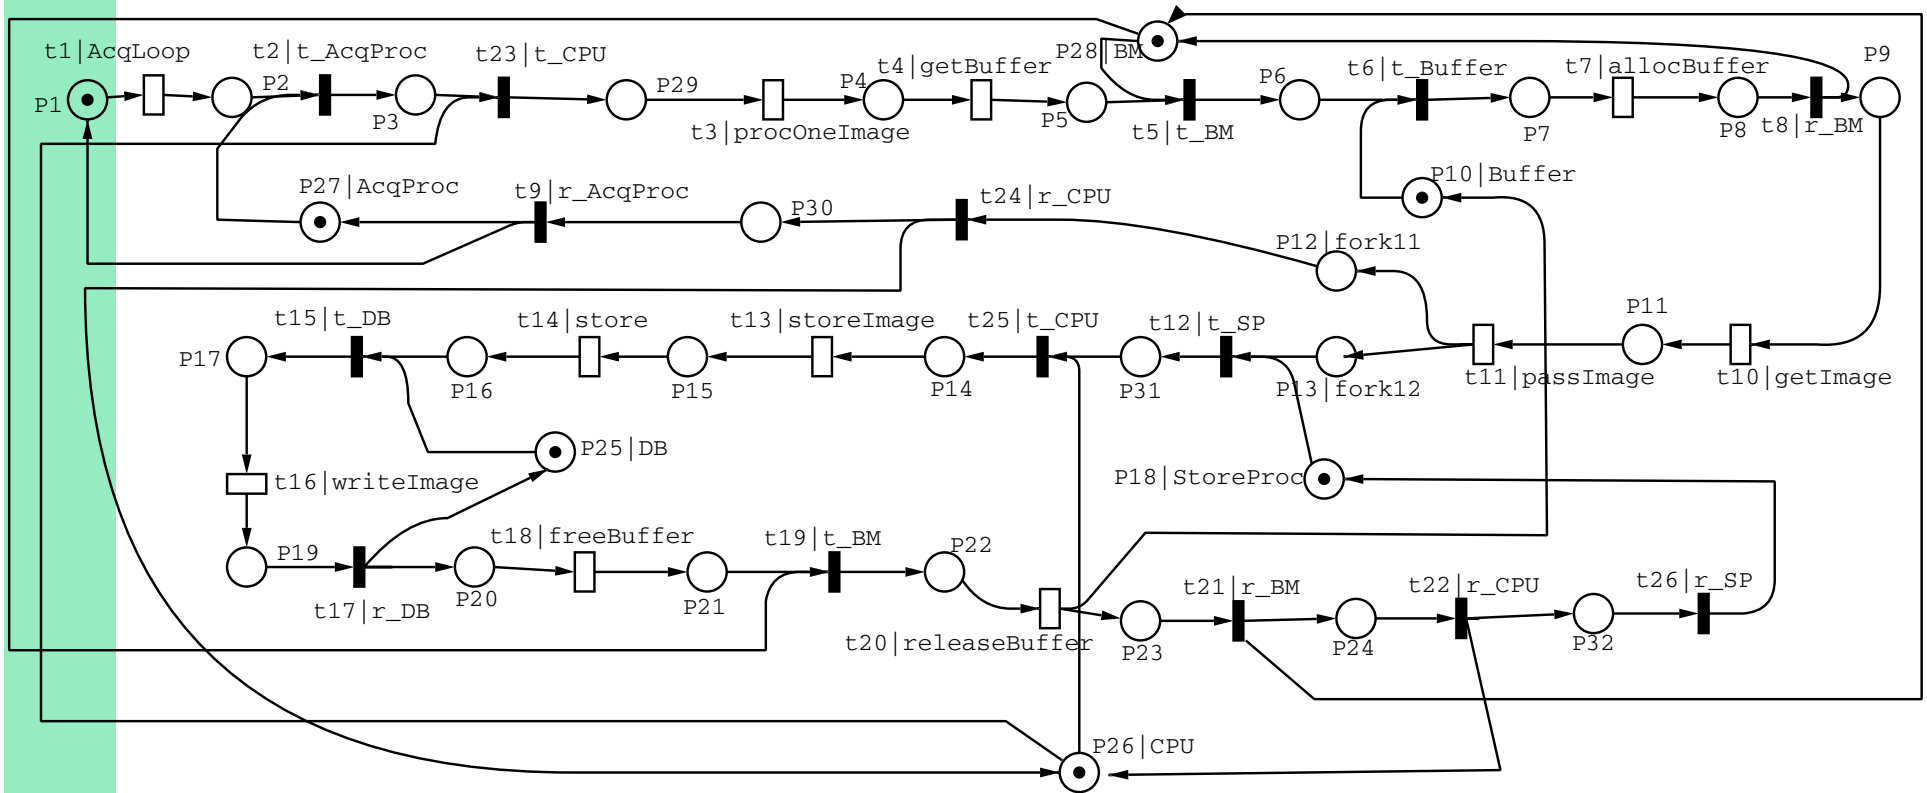 t1|AcqLoop
t2|t_AcqProc
t23|t_CPU
P28|BM
t4|getBuffer
P6
t6|t_Buffer
t7|allocBuffer
P9
P1
P2
P3
P29
P4
P5
t3|procOneImage
t5|t_BM
P7
P8
t8|r_BM
P27|AcqProc
t9|r_AcqProc
P30
t24|r_CPU
P10|Buffer
P12|fork11
t15|t_DB
t14|store
t13|storeImage
t25|t_CPU
t12|t_SP
P11
P17
P16
P15
P14
P31
P13|fork12
t11|passImage
t10|getImage
P25|DB
t16|writeImage
P18|StoreProc
P19
t18|freeBuffer
t19|t_BM
P22
t17|r_DB
P20
P21
t20|releaseBuffer
P23
t21|r_BM
P24
t22|r_CPU
P32
t26|r_SP
P26|CPU